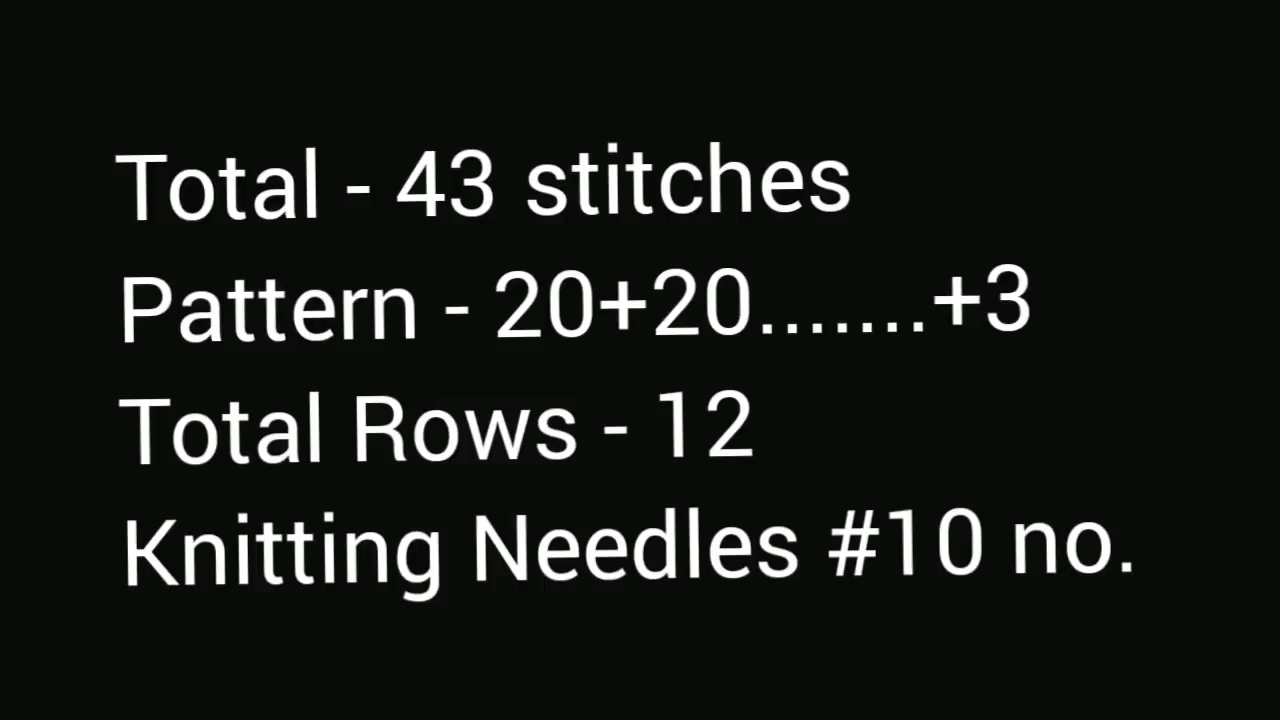 Total - 43 stitches
Pattern - 20+20.......+3
Total Rows - 12
Knitting Needles #10 no.